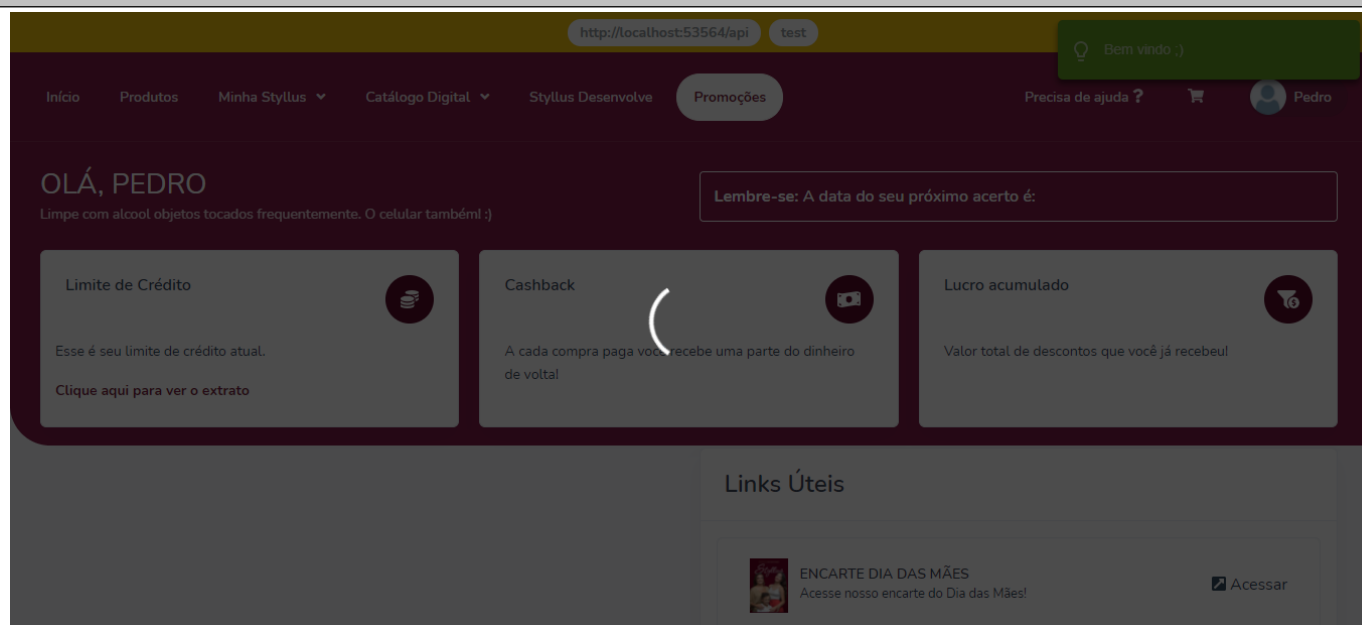 http://localhost:53564/api test
Bem vindo ;)
Início Produtos Minha Styllus Catálogo Digital Styllus Desenvolve Promoções Precisa de ajuda ? Pedro
OLÁ, PEDRO
Limpe com alcool objetos tocados frequentemente. O celular também! :)
Lembre-se: A data do seu próximo acerto é:
Limite de Crédito
Esse é seu limite de crédito atual.
Clique aqui para ver o extrato
Cashback
A cada compra paga você recebe uma parte do dinheiro
de volta!
Lucro acumulado
Valor total de descontos que você já recebeu!
Links Úteis
ENCARTE DIA DAS MÃES
Acesse nosso encarte do Dia das Mães!
Acessar